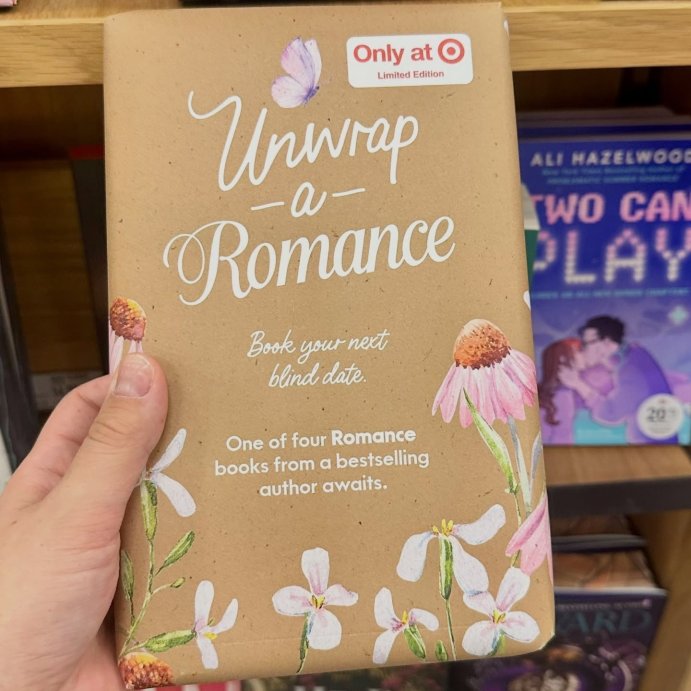 Only at
Limited Edition
Unwrap
- a -
Romance
Book your next
blind date.
One of four Romance
books from a bestselling
author awaits.
ALI HAZELWOOD
TWO CAN
PLAY
20%